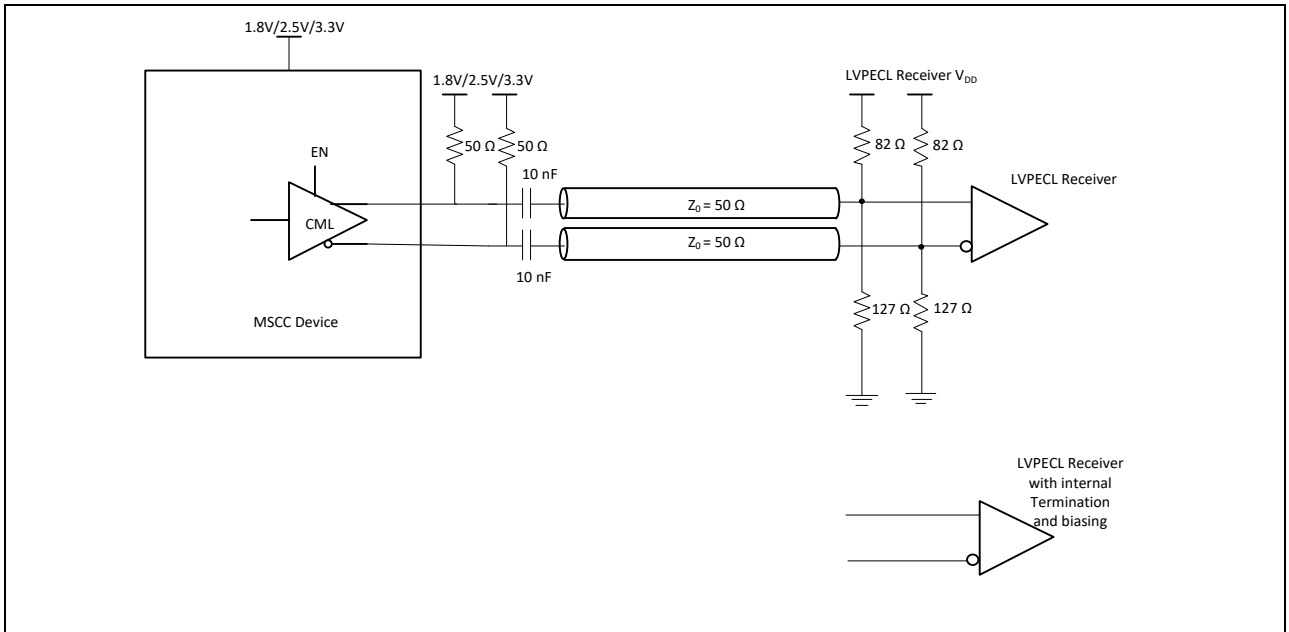 1.8V/2.5V/3.3V
1.8V/2.5V/3.3V
LVPECL Receiver VDD
50 Ω
50 Ω
82 Ω
82 Ω
EN
10 nF
LVPECL Receiver
CML
Z0 = 50 Ω
Z0 = 50 Ω
10 nF
127 Ω
127 Ω
MSCC Device
LVPECL Receiver
with internal
Termination
and biasing